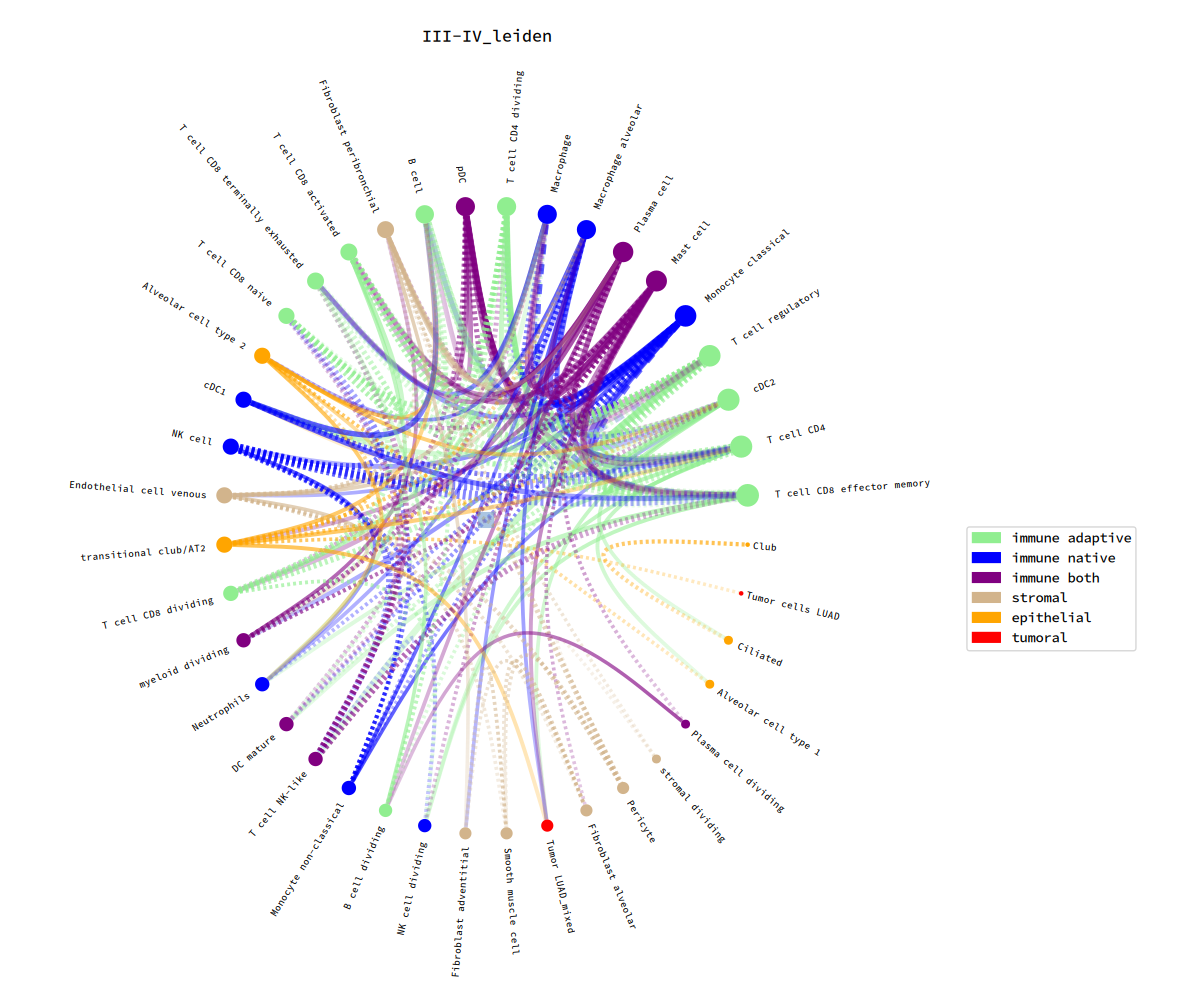 III-IV_leiden
T cell CD4 dividing
Macrophage
Macrophage alveolar
Plasma cell
Mast cell
Monocyte classical
T cell regulatory
cDC2
T cell CD4
T cell CD8 effector memory
Club
Tumor cells LUAD
Ciliated
Alveolar cell type 1
Plasma cell dividing
stromal dividing
Pericyte
Fibroblast alveolar
Tumor LUAD_mixed
Smooth muscle cell
Fibroblast adventitial
NK cell dividing
B cell dividing
Monocyte non-classical
T cell NK-like
DC mature
Neutrophils
myeloid dividing
T cell CD8 dividing
transitional club/AT2
Endothelial cell venous
NK cell
cDC1
Alveolar cell type 2
T cell CD8 naive
T cell CD8 terminally exhausted
T cell CD8 activated
Fibroblast peribronchial
B cell
pDC
immune adaptive
immune native
immune both
stromal
epithelial
tumoral